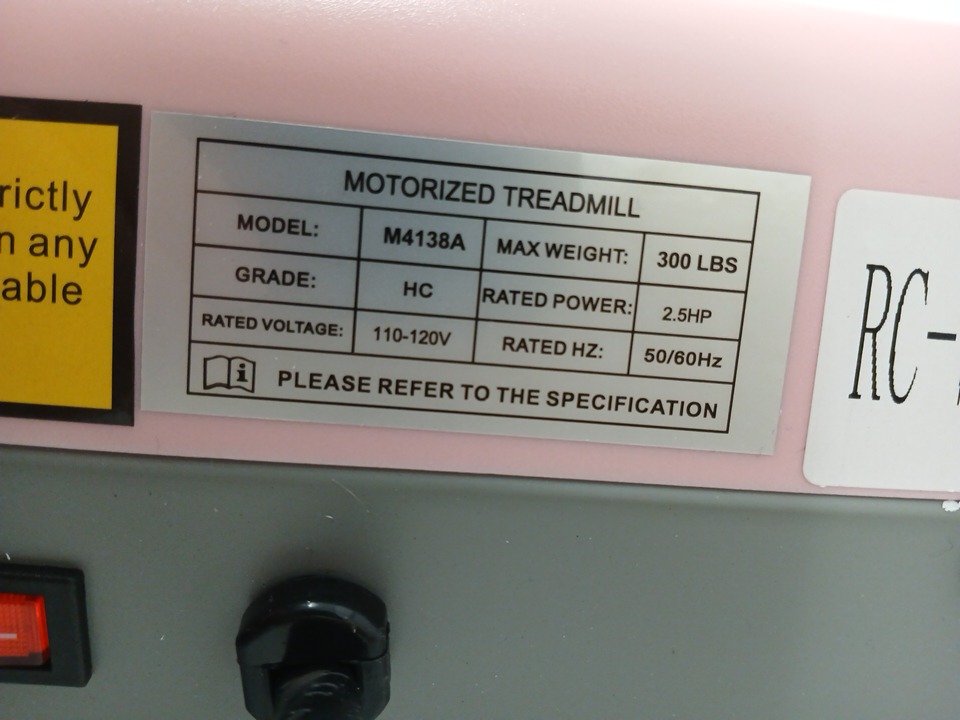 rictly
n any
able
MOTORIZED TREADMILL
MODEL: M4138A MAX WEIGHT: 300 LBS
GRADE: HC RATED POWER: 2.5HP
RATED VOLTAGE: 110-120V RATED HZ: 50/60Hz
PLEASE REFER TO THE SPECIFICATION
RC-